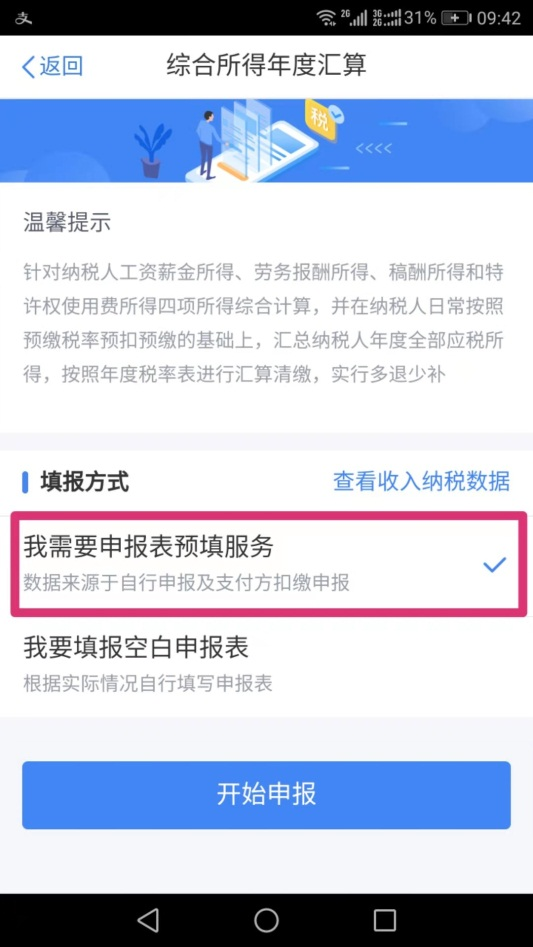 支
2G 3G 2G 31% 09:42
返回 综合所得年度汇算
税
温馨提示
针对纳税人工资薪金所得、劳务报酬所得、稿酬所得和特
许权使用费所得四项所得综合计算，并在纳税人日常按照
预缴税率预扣预缴的基础上，汇总纳税人年度全部应税所
得，按照年度税率表进行汇算清缴，实行多退少补
填报方式 查看收入纳税数据
我需要申报表预填服务
数据来源于自行申报及支付方扣缴申报
我要填报空白申报表
根据实际情况自行填写申报表
开始申报